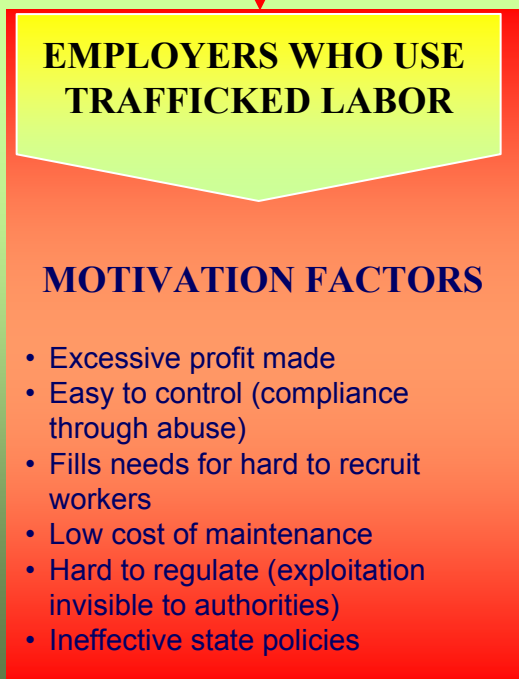 EMPLOYERS WHO USE
TRAFFICKED LABOR
MOTIVATION FACTORS
• Excessive profit made
• Easy to control (compliance
through abuse)
• Fills needs for hard to recruit
workers
• Low cost of maintenance
• Hard to regulate (exploitation
invisible to authorities)
• Ineffective state policies